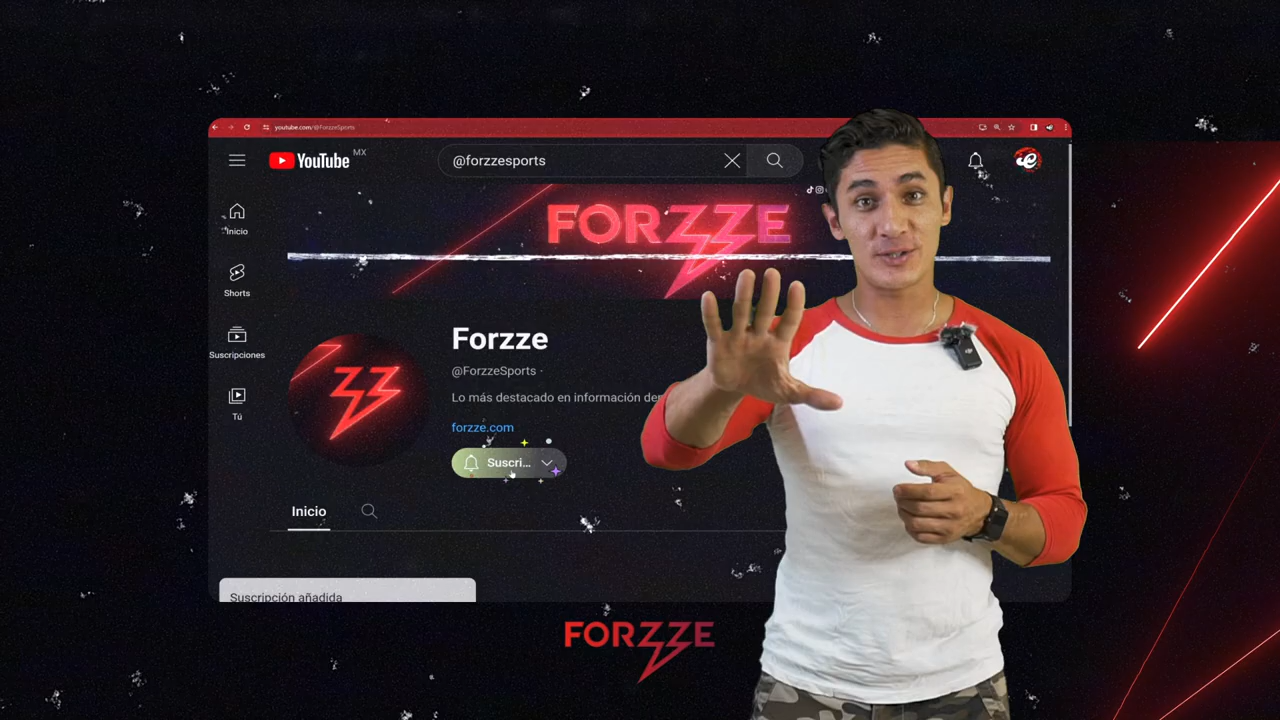 youtube.com/@ForzzeSports
YouTube MX
@forzzesports
Inicio
Shorts
Suscripciones
Tú
FORZZE
Forzze
@ForzzeSports ·
Lo más destacado en información
forzze.com
Suscri...
Inicio
Suscripción añadida
FORZZE